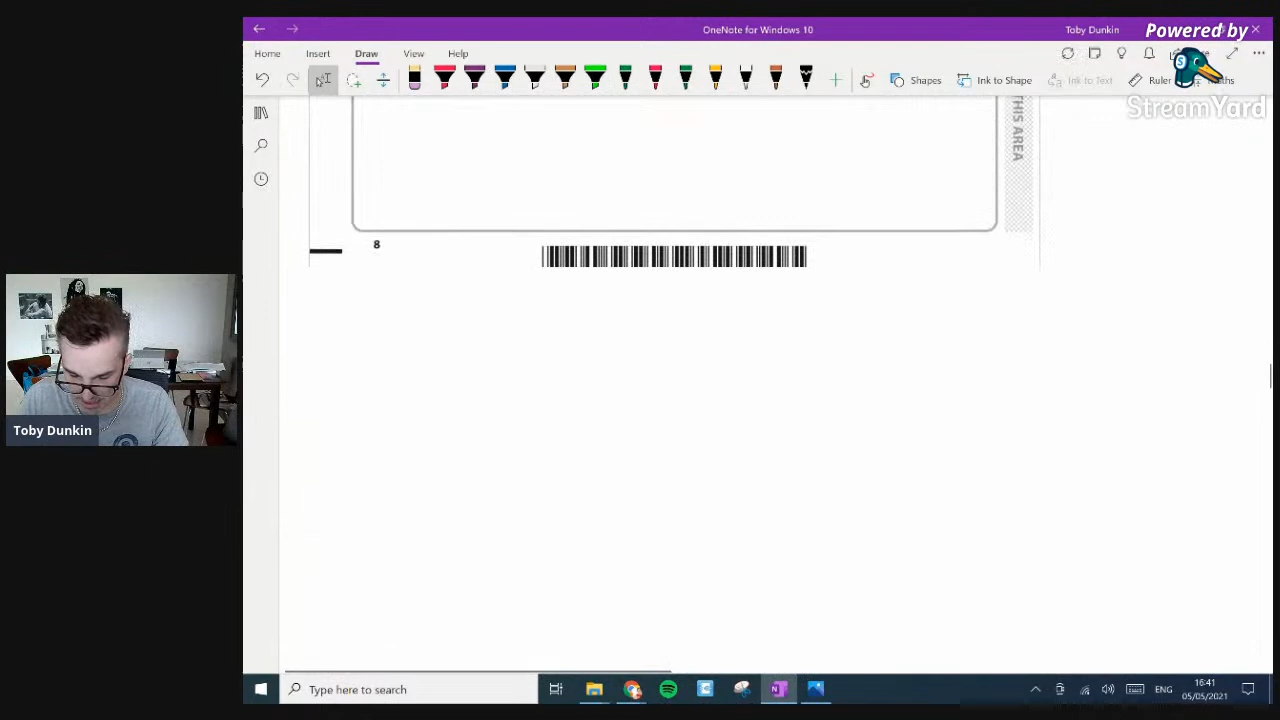 OneNote for Windows 10
Toby Dunkin
Powered by
StreamYard
Home Insert Draw View Help
Shapes Ink to Shape Ink to Text Ruler
THIS AREA
8
Toby Dunkin
Type here to search
ENG
16:41
05/05/2021